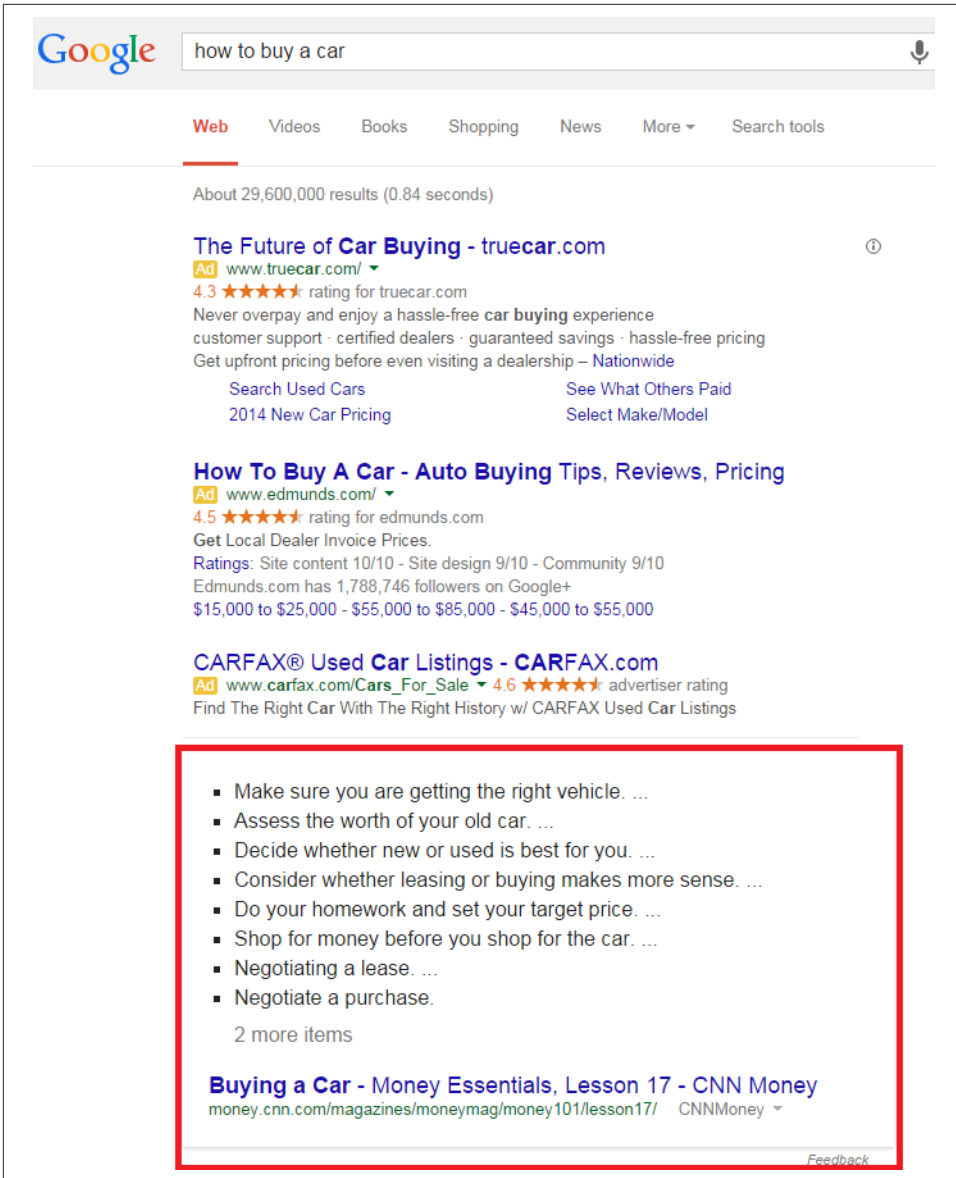 Google how to buy a car
Web Videos Books Shopping News More Search tools
About 29,600,000 results (0.84 seconds)
The Future of Car Buying - truecar.com
Ad www.truecar.com/
4.3 ★★★★★ rating for truecar.com
Never overpay and enjoy a hassle-free car buying experience
customer support · certified dealers · guaranteed savings · hassle-free pricing
Get upfront pricing before even visiting a dealership – Nationwide
Search Used Cars See What Others Paid
2014 New Car Pricing Select Make/Model
How To Buy A Car - Auto Buying Tips, Reviews, Pricing
Ad www.edmunds.com/
4.5 ★★★★★ rating for edmunds.com
Get Local Dealer Invoice Prices.
Ratings: Site content 10/10 - Site design 9/10 - Community 9/10
Edmunds.com has 1,788,746 followers on Google+
$15,000 to $25,000 - $55,000 to $85,000 - $45,000 to $55,000
CARFAX® Used Car Listings - CARFAX.com
Ad www.carfax.com/Cars_For_Sale 4.6 ★★★★★ advertiser rating
Find The Right Car With The Right History w/ CARFAX Used Car Listings
▪ Make sure you are getting the right vehicle. ...
▪ Assess the worth of your old car. ...
▪ Decide whether new or used is best for you. ...
▪ Consider whether leasing or buying makes more sense. ...
▪ Do your homework and set your target price. ...
▪ Shop for money before you shop for the car. ...
▪ Negotiating a lease. ...
▪ Negotiate a purchase.
2 more items
Buying a Car - Money Essentials, Lesson 17 - CNN Money
money.cnn.com/magazines/moneymag/money101/lesson17/ CNNMoney
Feedback